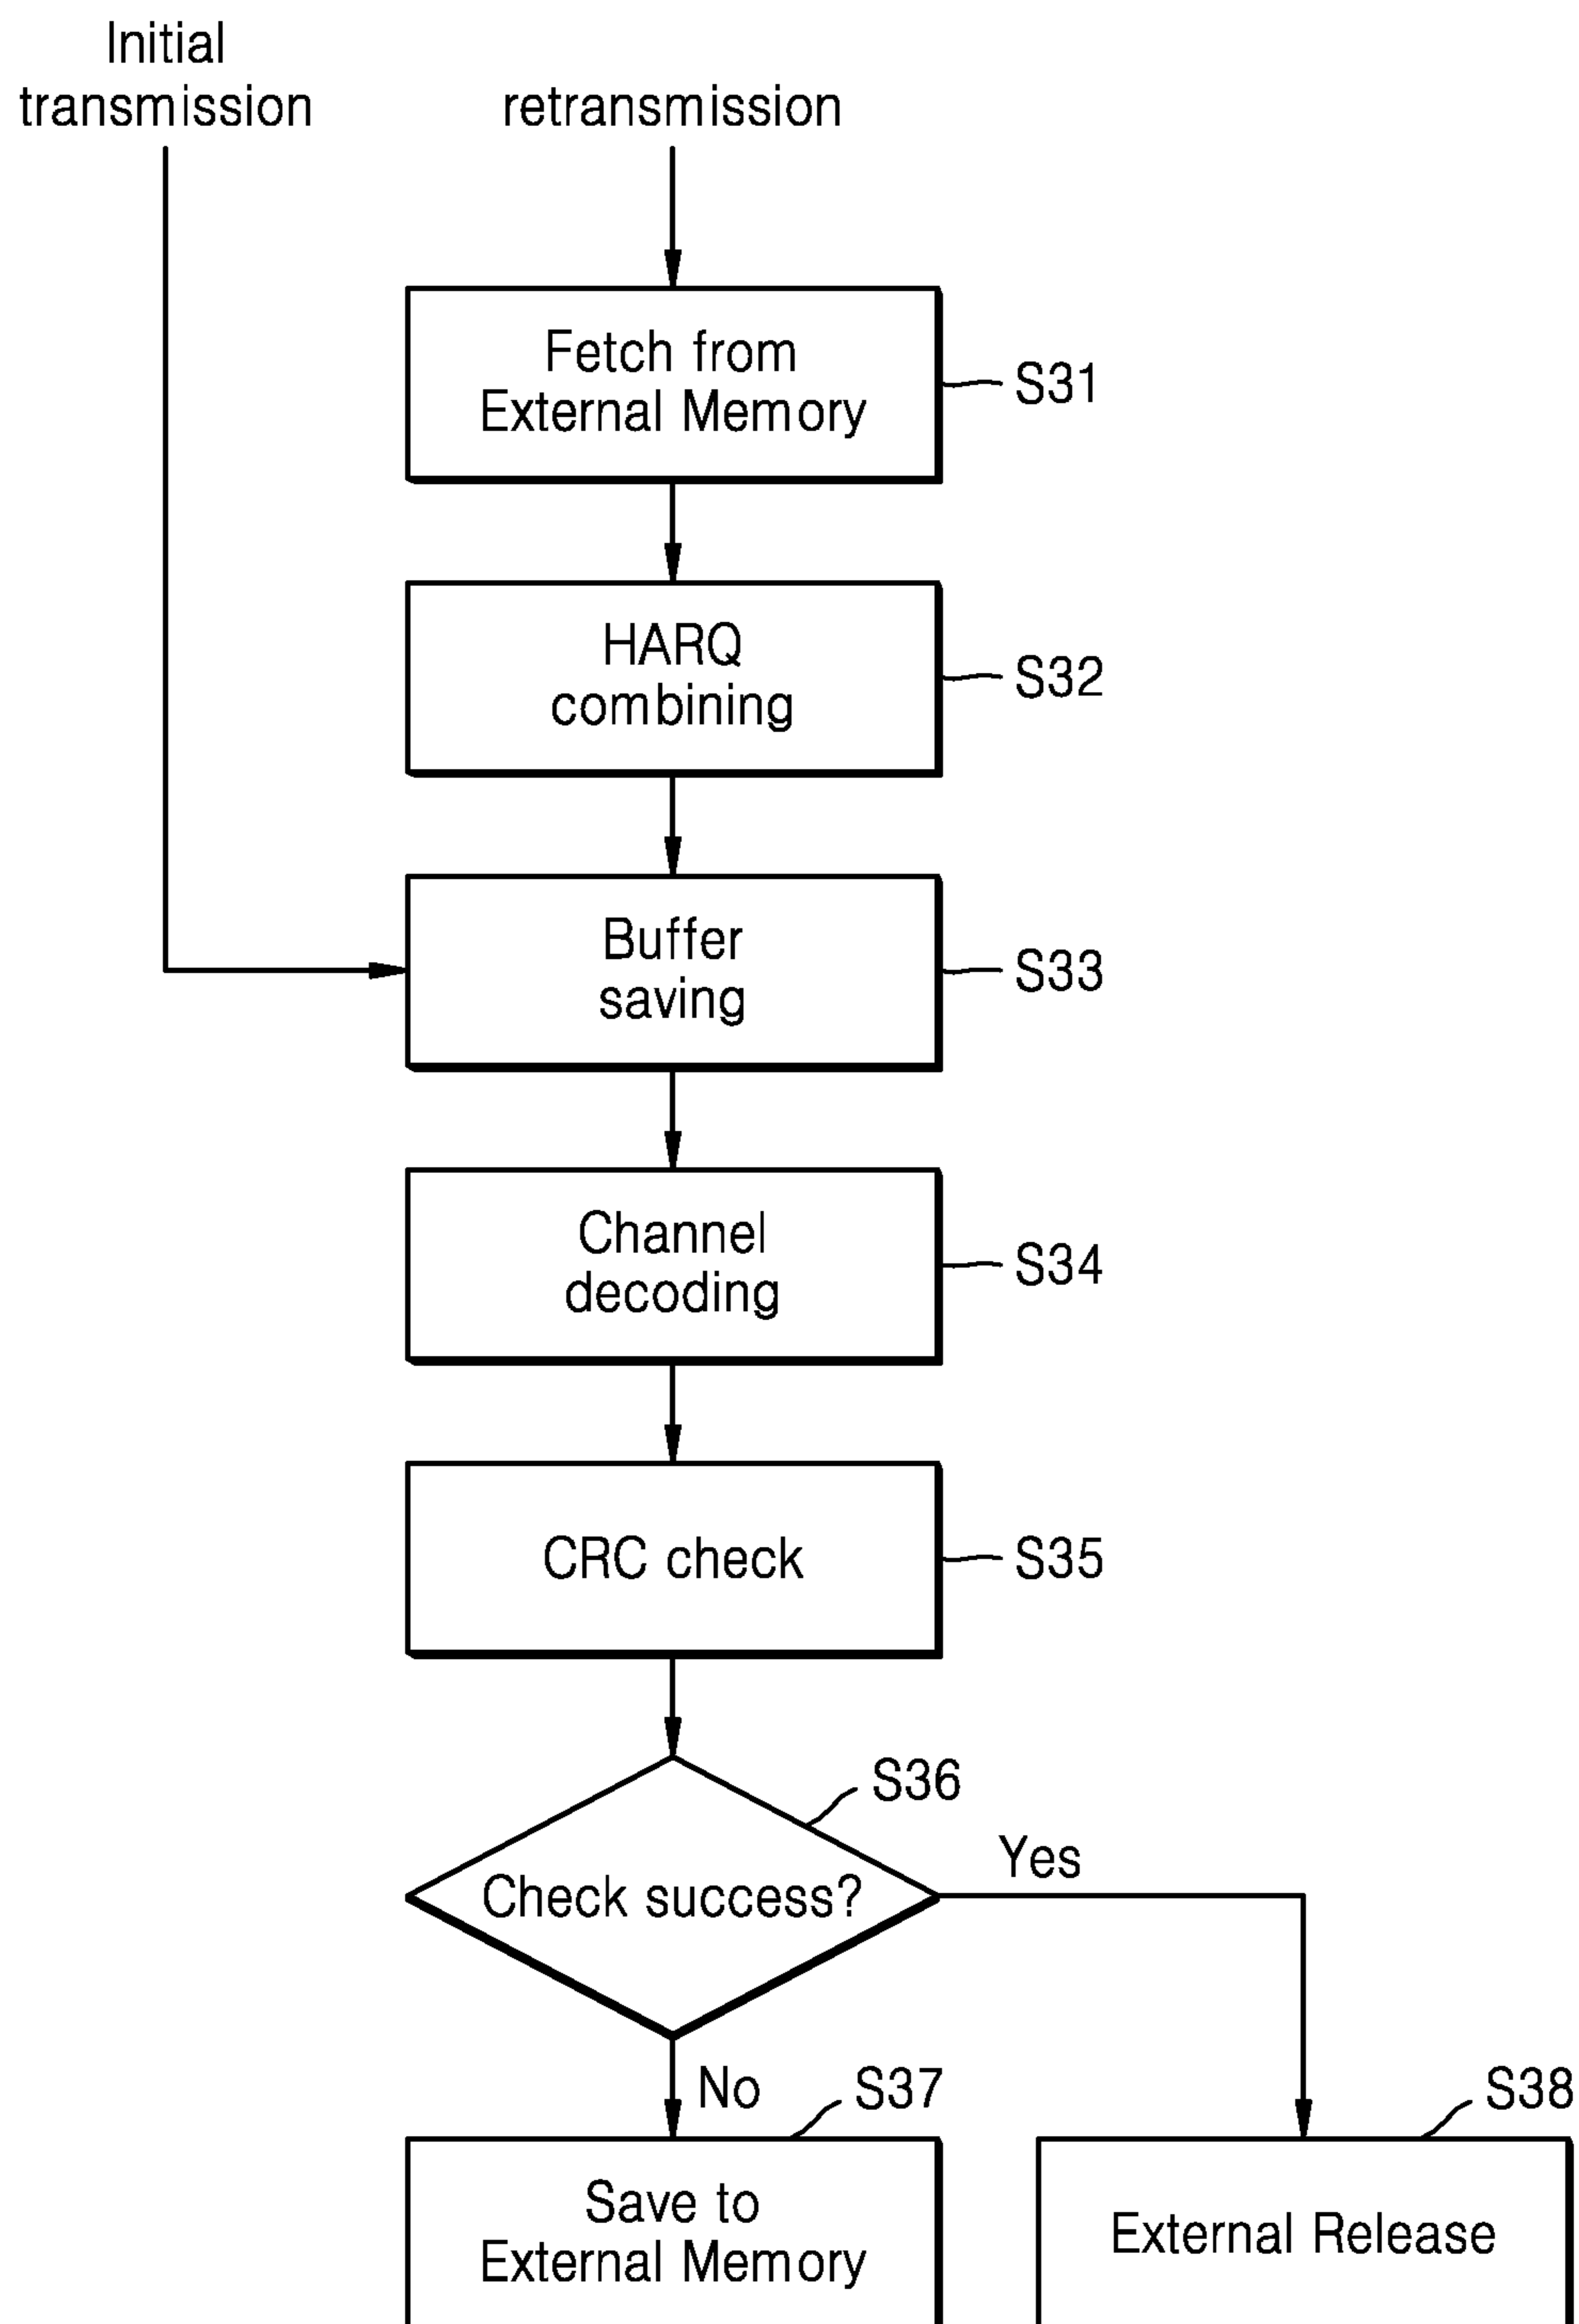 Initial
transmission
retransmission
Fetch from
External Memory
S31
HARQ
combining
S32
Buffer
saving
S33
Channel
decoding
S34
CRC check
S35
S36
Check success?
Yes
No
S37
S38
Save to
External Memory
External Release